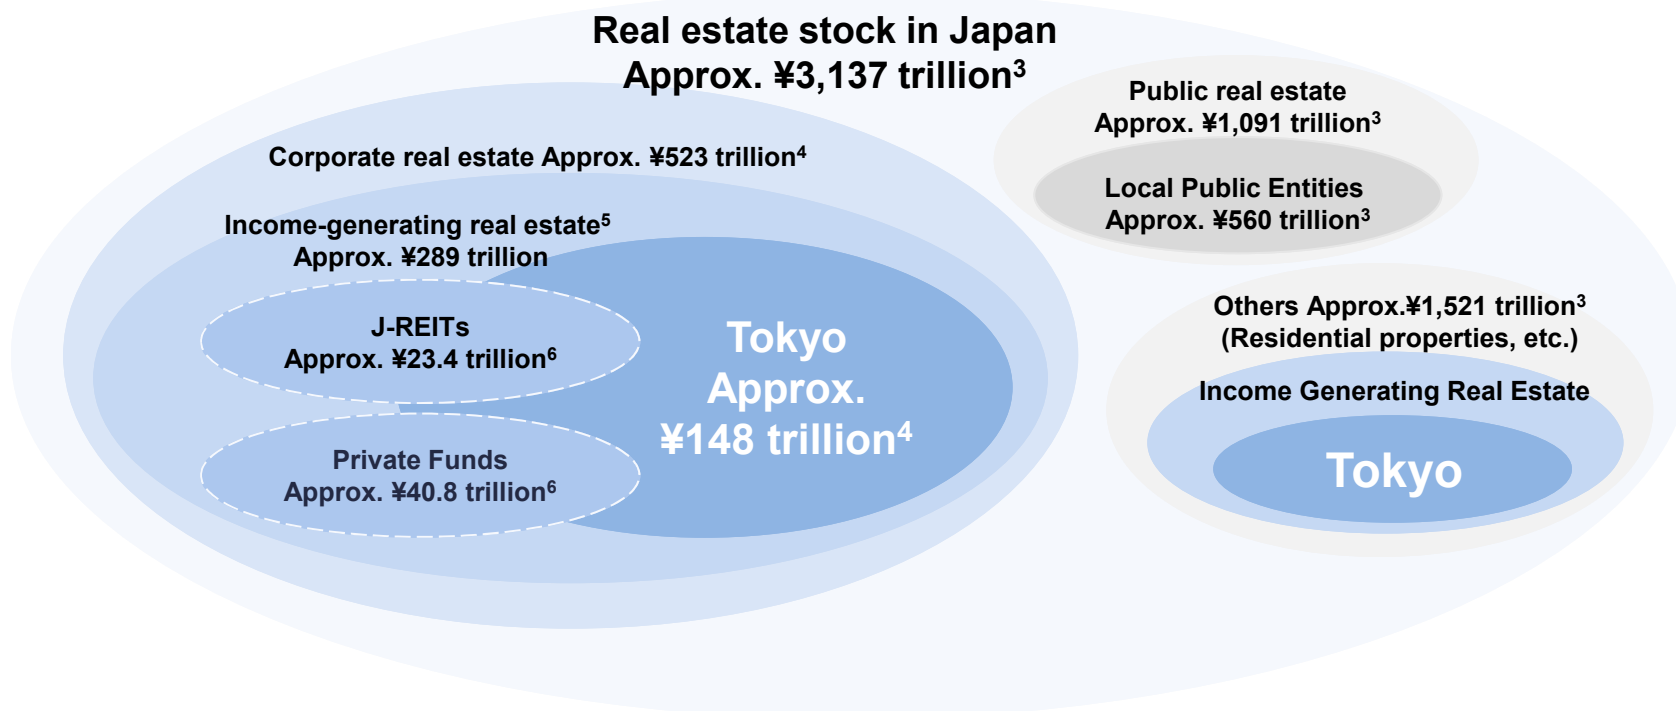 Real estate stock in Japan
Approx. ¥3,137 trillion³
Corporate real estate Approx. ¥523 trillion⁴
Income-generating real estate⁵
Approx. ¥289 trillion
J-REITs
Approx. ¥23.4 trillion⁶
Private Funds
Approx. ¥40.8 trillion⁶
Tokyo
Approx.
¥148 trillion⁴
Public real estate
Approx. ¥1,091 trillion³
Local Public Entities
Approx. ¥560 trillion³
Others Approx.¥1,521 trillion³
(Residential properties, etc.)
Income Generating Real Estate
Tokyo